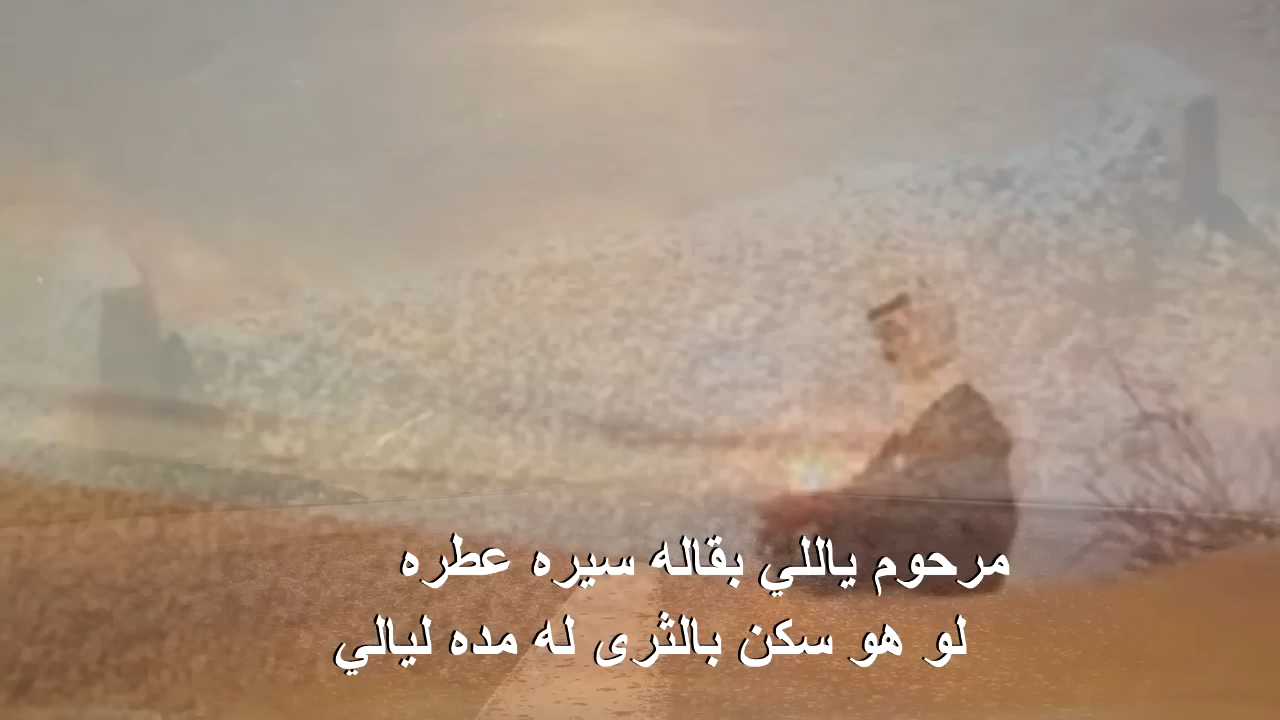 مرحوم ياللي بقاله سيره عطره
لو هو سكن بالثرى له مده ليالي